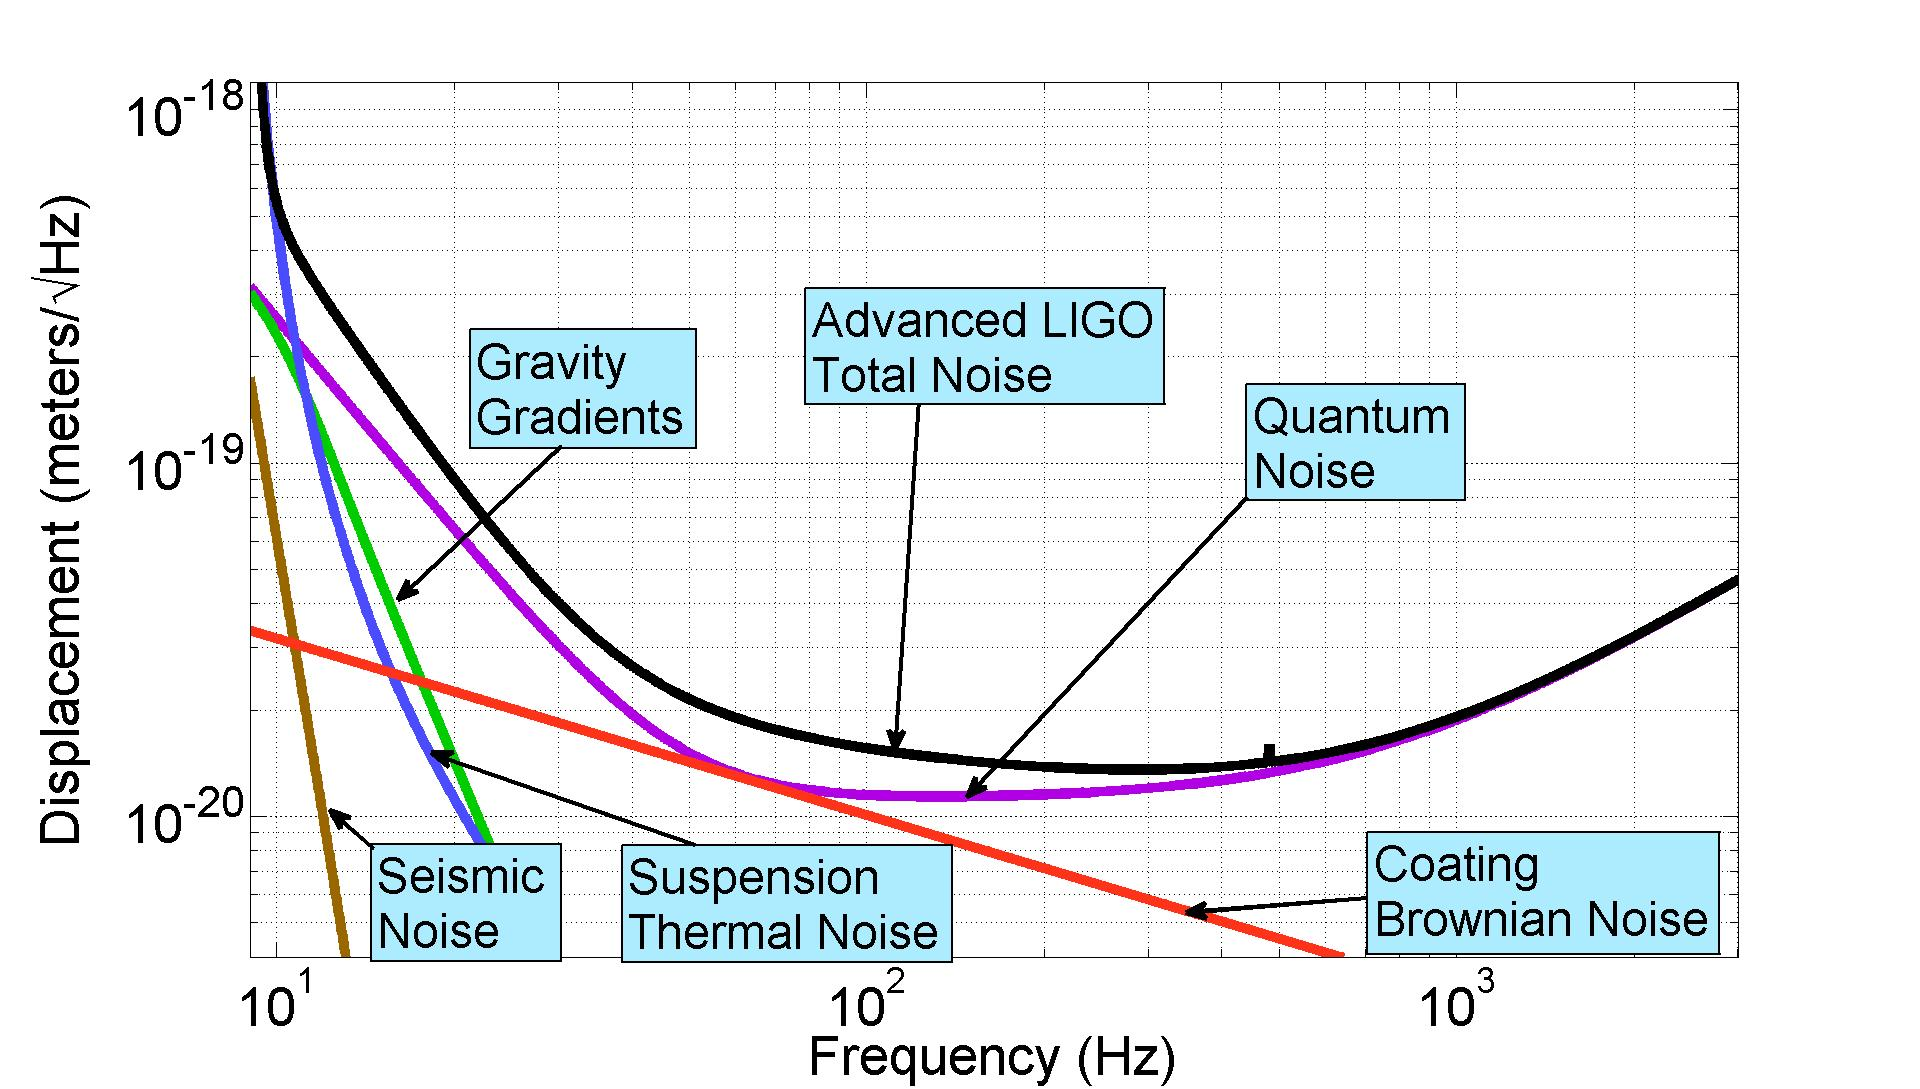 10^-18
10^-19
10^-20
Displacement (meters/√Hz)
Gravity
Gradients
Advanced LIGO
Total Noise
Quantum
Noise
Seismic
Noise
Suspension
Thermal Noise
Coating
Brownian Noise
10^1
10^2
10^3
Frequency (Hz)